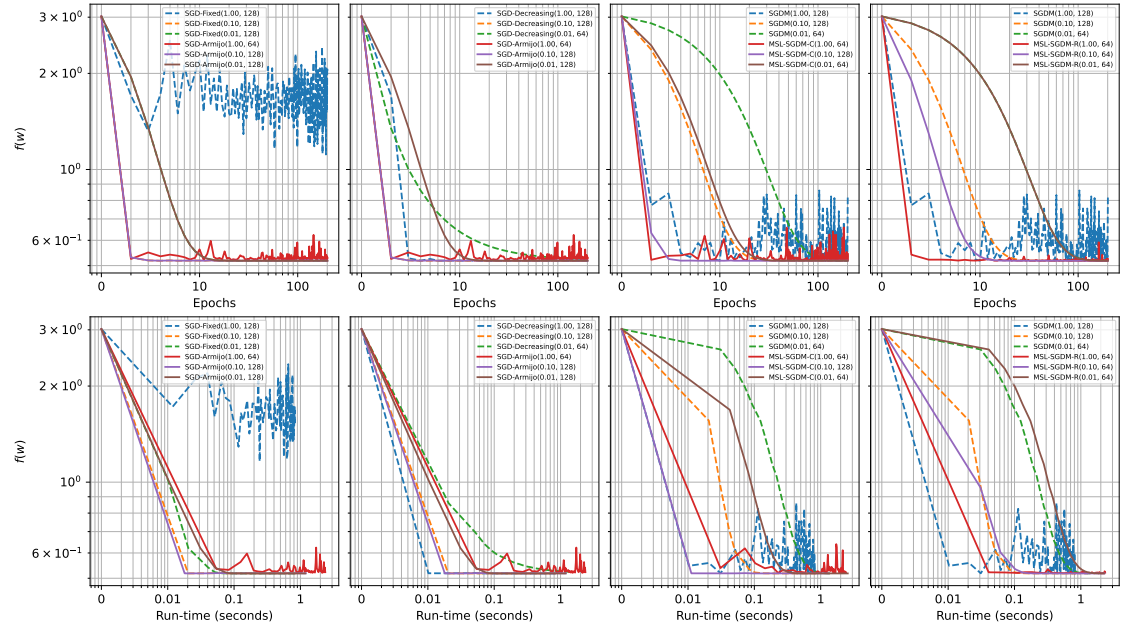 3 × 10⁰
2 × 10⁰
10⁰
6 × 10⁻¹
f(w)
SGD-Fixed(1.00, 128)
SGD-Fixed(0.10, 128)
SGD-Fixed(0.01, 128)
SGD-Armijo(1.00, 64)
SGD-Armijo(0.10, 128)
SGD-Armijo(0.01, 128)
0 10 100
Epochs
SGD-Decreasing(1.00, 128)
SGD-Decreasing(0.10, 128)
SGD-Decreasing(0.01, 64)
SGD-Armijo(1.00, 64)
SGD-Armijo(0.10, 128)
SGD-Armijo(0.01, 128)
0 10 100
Epochs
SGDM(1.00, 128)
SGDM(0.10, 128)
SGDM(0.01, 64)
MSL-SGDM-C(1.00, 64)
MSL-SGDM-C(0.10, 128)
MSL-SGDM-C(0.01, 128)
0 10 100
Epochs
SGDM(1.00, 128)
SGDM(0.10, 128)
SGDM(0.01, 64)
MSL-SGDM-R(1.00, 64)
MSL-SGDM-R(0.10, 64)
MSL-SGDM-R(0.01, 64)
0 10 100
Epochs
3 × 10⁰
2 × 10⁰
10⁰
6 × 10⁻¹
f(w)
SGD-Fixed(1.00, 128)
SGD-Fixed(0.10, 128)
SGD-Fixed(0.01, 128)
SGD-Armijo(1.00, 64)
SGD-Armijo(0.10, 128)
SGD-Armijo(0.01, 128)
0 0.01 0.1 1
Run-time (seconds)
SGD-Decreasing(1.00, 128)
SGD-Decreasing(0.10, 128)
SGD-Decreasing(0.01, 64)
SGD-Armijo(1.00, 64)
SGD-Armijo(0.10, 128)
SGD-Armijo(0.01, 128)
0 0.01 0.1 1
Run-time (seconds)
SGDM(1.00, 128)
SGDM(0.10, 128)
SGDM(0.01, 64)
MSL-SGDM-C(1.00, 64)
MSL-SGDM-C(0.10, 128)
MSL-SGDM-C(0.01, 64)
0 0.01 0.1 1
Run-time (seconds)
SGDM(1.00, 128)
SGDM(0.10, 128)
SGDM(0.01, 64)
MSL-SGDM-R(1.00, 64)
MSL-SGDM-R(0.10, 128)
MSL-SGDM-R(0.01, 64)
0 0.01 0.1 1
Run-time (seconds)